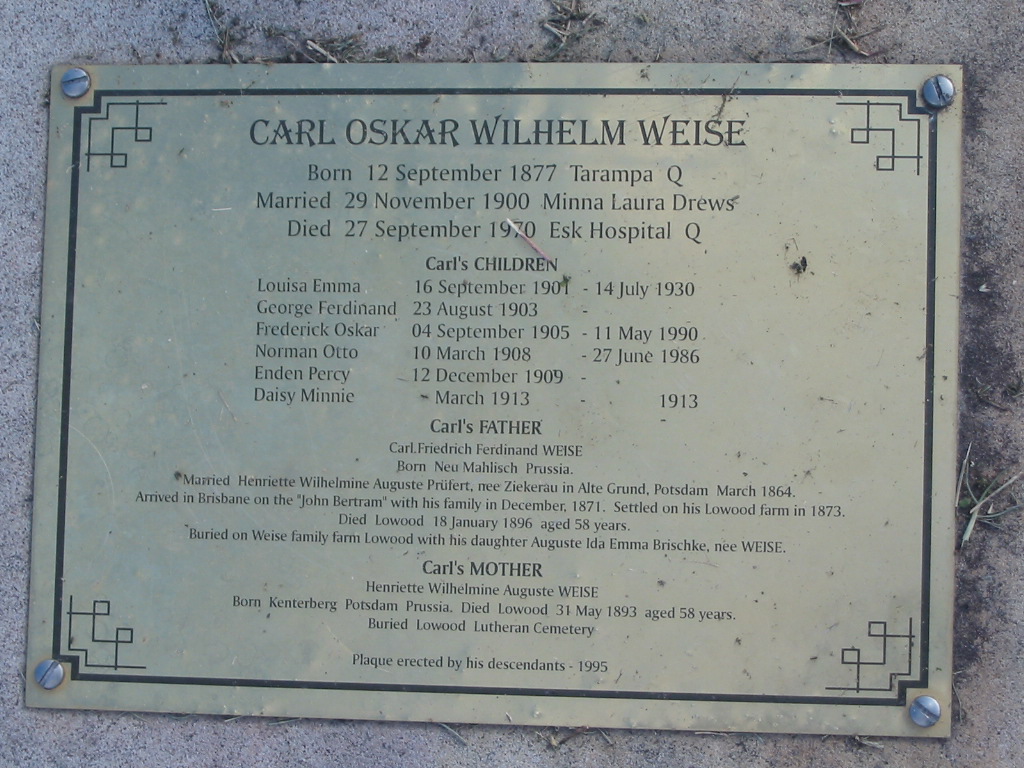 CARL OSKAR WILHELM WEISE
Born 12 September 1877 Tarampa Q
Married 29 November 1900 Minna Laura Drews
Died 27 September 1970 Esk Hospital Q
Carl's CHILDREN
Louisa Emma 16 September 1901 - 14 July 1930
George Ferdinand 23 August 1903 -
Frederick Oskar 04 September 1905 - 11 May 1990
Norman Otto 10 March 1908 - 27 June 1986
Enden Percy 12 December 1909 -
Daisy Minnie - March 1913 - 1913
Carl's FATHER
Carl.Friedrich Ferdinand WEISE
Born Neu Mahlisch Prussia.
Married Henriette Wilhelmine Auguste Prüfert, nee Ziekerau in Alte Grund, Potsdam March 1864.
Arrived in Brisbane on the "John Bertram" with his family in December, 1871. Settled on his Lowood farm in 1873.
Died Lowood 18 January 1896 aged 58 years.
Buried on Weise family farm Lowood with his daughter Auguste Ida Emma Brischke, nee WEISE.
Carl's MOTHER
Henriette Wilhelmine Auguste WEISE
Born Kenterberg Potsdam Prussia. Died Lowood 31 May 1893 aged 58 years.
Buried Lowood Lutheran Cemetery
Plaque erected by his descendants - 1995